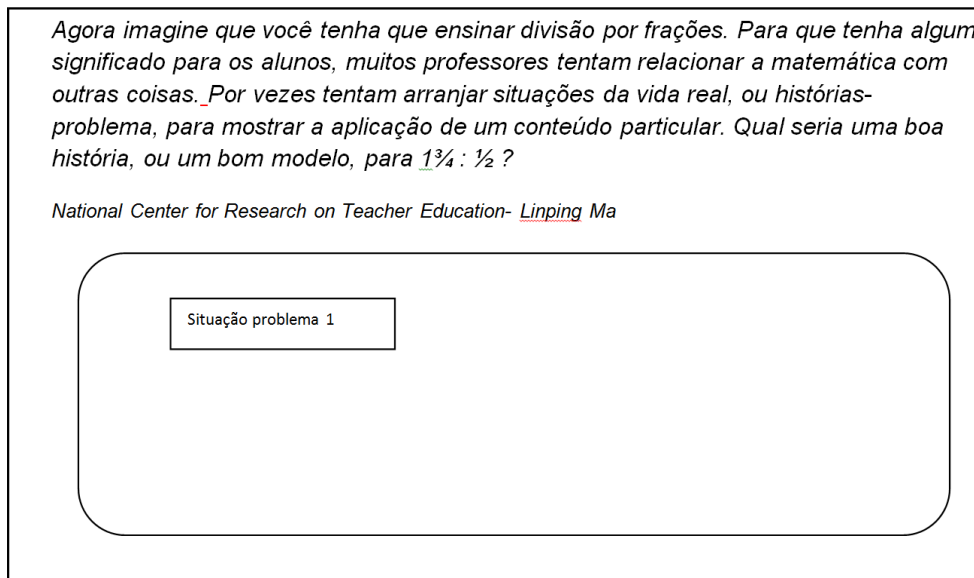 Agora imagine que você tenha que ensinar divisão por frações. Para que tenha algum
significado para os alunos, muitos professores tentam relacionar a matemática com
outras coisas. Por vezes tentam arranjar situações da vida real, ou histórias-
problema, para mostrar a aplicação de um conteúdo particular. Qual seria uma boa
história, ou um bom modelo, para 1¾ : ½ ?
National Center for Research on Teacher Education- Linping Ma
Situação problema 1